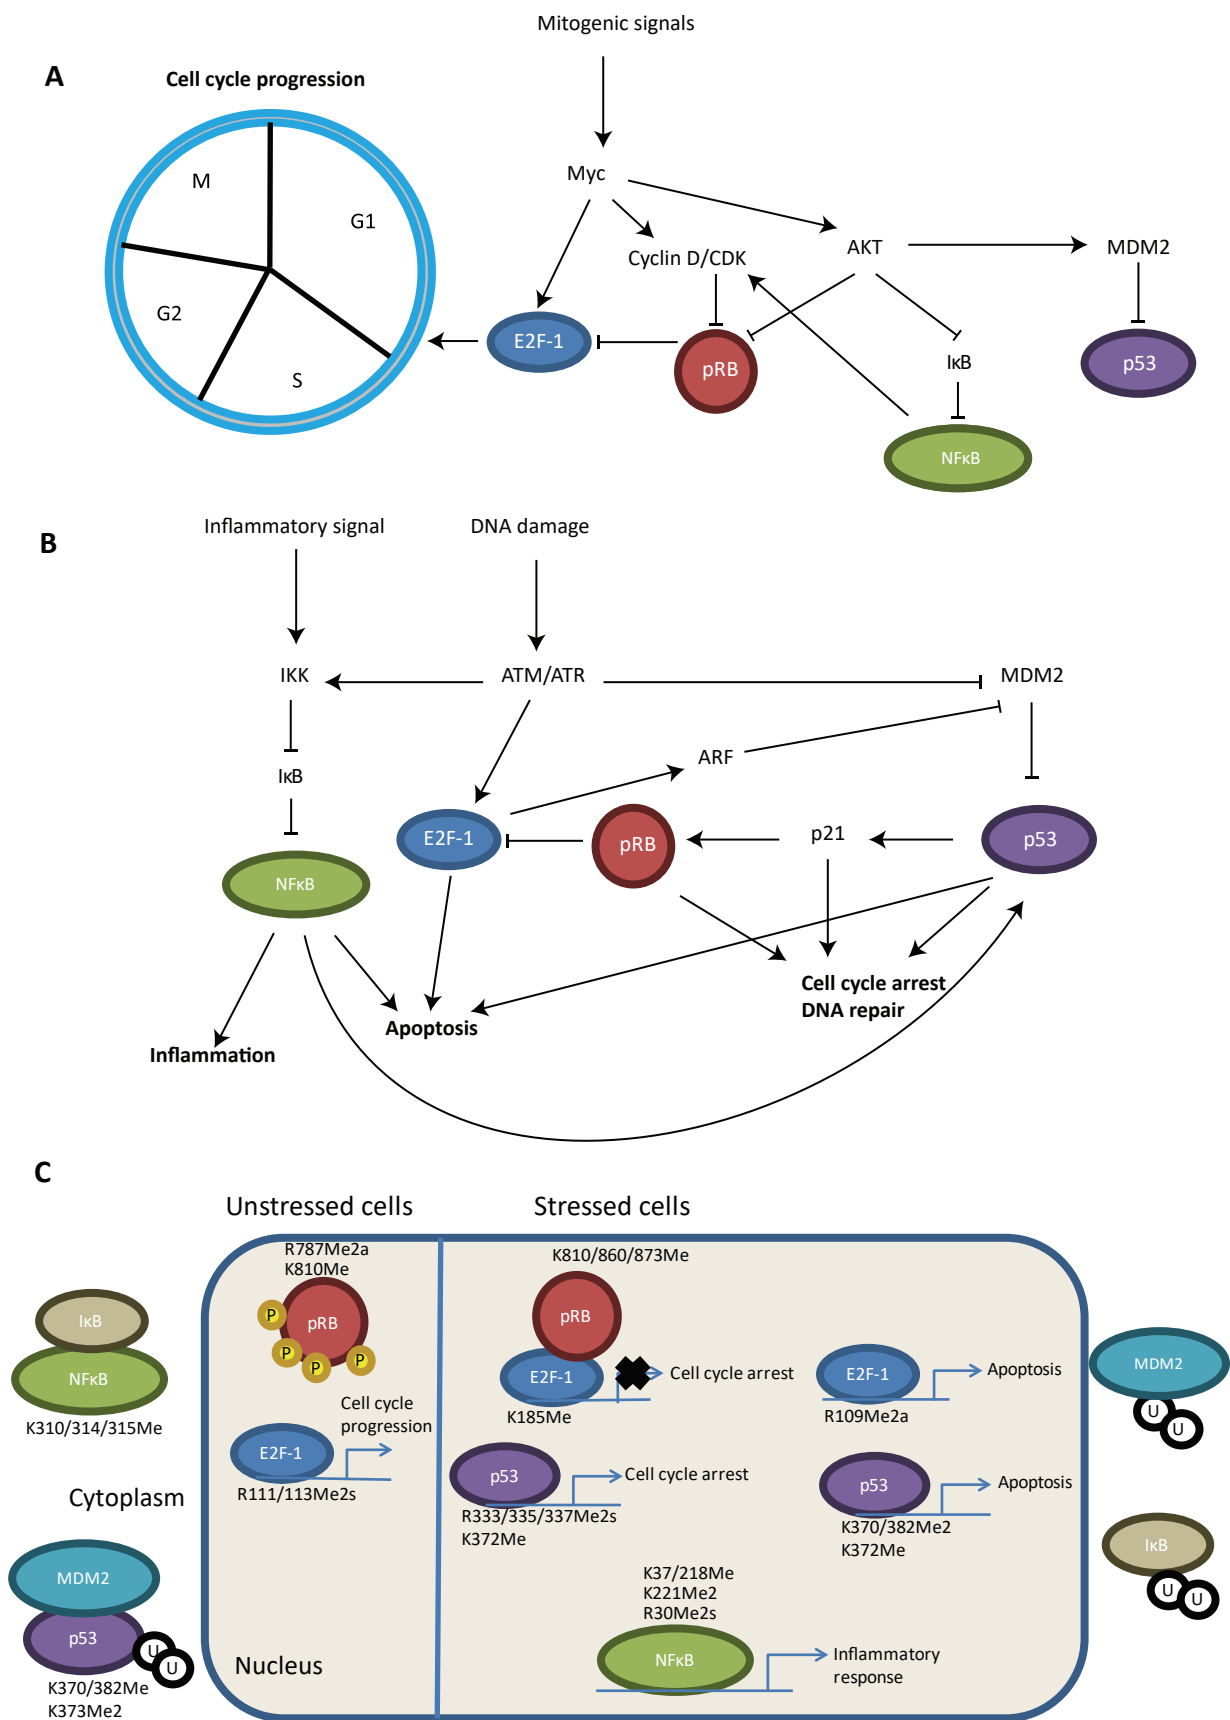 Mitogenic signals
A
Cell cycle progression
M
G1
G2
S
Myc
Cyclin D/CDK
AKT
MDM2
E2F-1
pRB
IκB
p53
NFκB
B
Inflammatory signal
DNA damage
IKK
ATM/ATR
MDM2
ARF
IκB
E2F-1
pRB
p21
p53
NFκB
Cell cycle arrest
DNA repair
Apoptosis
Inflammation
C
Unstressed cells
Stressed cells
R787Me2a
K810Me
pRB
P
P
P
P
K810/860/873Me
pRB
E2F-1
Cell cycle arrest
K185Me
E2F-1
Apoptosis
R109Me2a
IκB
NFκB
K310/314/315Me
MDM2
U
U
Cell cycle
progression
E2F-1
R111/113Me2s
p53
Cell cycle arrest
R333/335/337Me2s
K372Me
p53
Apoptosis
K370/382Me2
K372Me
Cytoplasm
IκB
U
U
MDM2
p53
U
U
K370/382Me
K373Me2
Nucleus
K37/218Me
K221Me2
R30Me2s
NFκB
Inflammatory
response